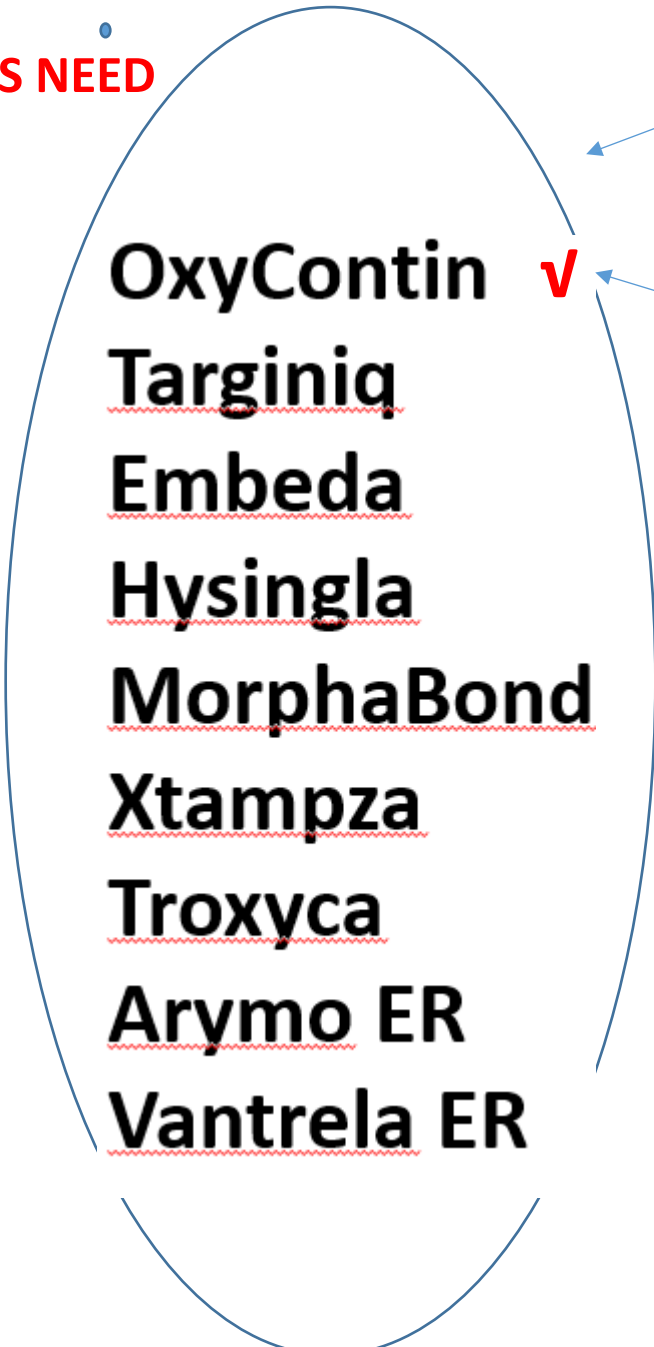 S NEED
OxyContin √
Targiniq
Embeda
Hysingla
MorphaBond
Xtampza
Troxyca
Arymo ER
Vantrela ER